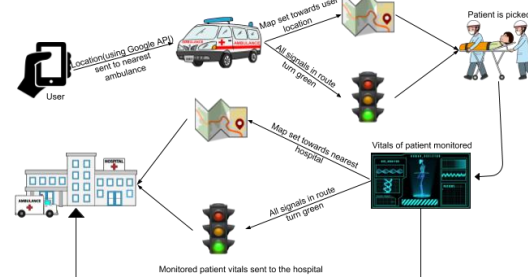 Map set towards user
location
Patient is picked
Location(using Google API)
sent to nearest
ambulance
All signals in route
turn green
User
AMBULANCE
Map set towards nearest
hospital
Vitals of patient monitored
HOSPITAL
AMBULANCE
All signals in route
turn green
Monitored patient vitals sent to the hospital